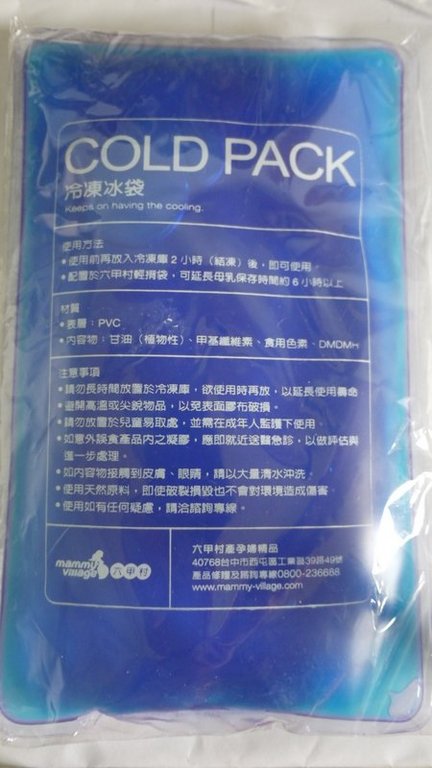 COLD PACK
冷凍冰袋
Keeps on having the cooling.
使用方法
•使用前再放入冷凍庫2小時（結凍）後，即可使用
•配置於六甲村輕揹袋，可延長母乳保存時間約6小時以上
材質
•表層：PVC
•內容物：甘油（植物性）、甲基纖維素、食用色素、DMDMH
注意事項
•請勿長時間放置於冷凍庫，欲使用時再放，以延長使用壽命
•避開高溫或尖銳物品，以免表面膠布破損。
•請勿放置於兒童易取處，並需在成年人監護下使用。
•如意外誤食產品內之凝膠，應即就近送醫急診，以做評估與
進一步處理。
•如內容物接觸到皮膚、眼睛，請以大量清水沖洗。
•使用天然原料，即使破裂損毀也不會對環境造成傷害
•使用如有任何疑慮，請洽諮詢專線。
mammy village 六甲村
六甲村產孕婦精品
40768台中市西屯區工業區39路49號
產品修護及諮詢專線0800-236688
www.mammy-village.com